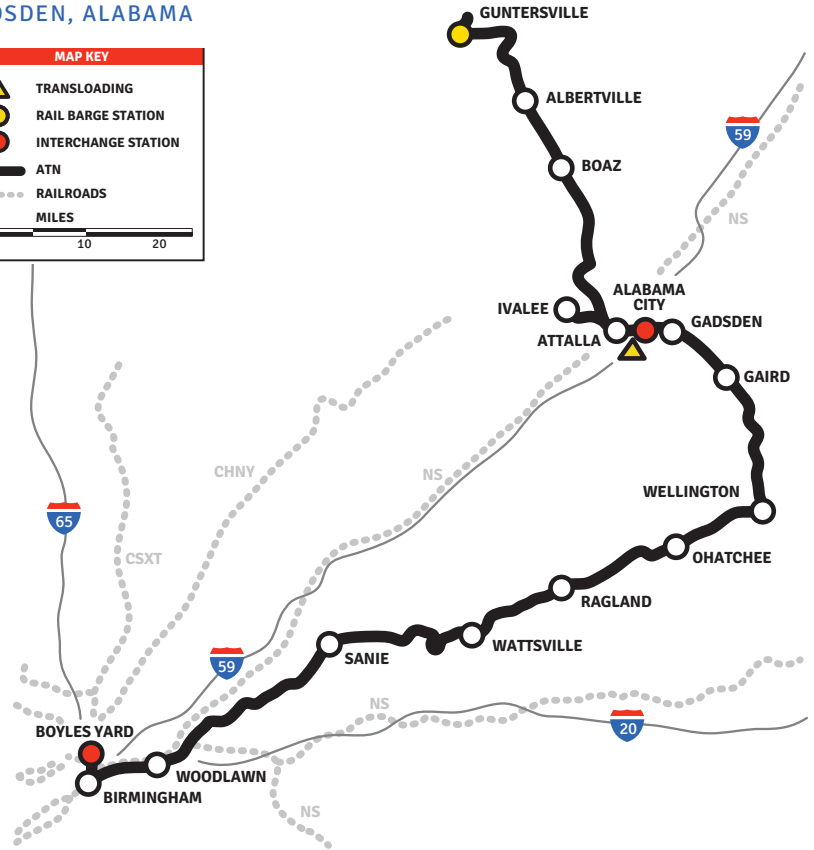 SDEN, ALABAMA
MAP KEY
TRANSLOADING
RAIL BARGE STATION
INTERCHANGE STATION
ATN
RAILROADS
MILES
10 20
GUNTERSVILLE
ALBERTVILLE
59
BOAZ
NS
ALABAMA
CITY
IVALEE
GADSDEN
ATTALLA
GAIRD
CHNY
NS
WELLINGTON
65
CSXT
OHATCHEE
RAGLAND
WATTSVILLE
SANIE
59
NS
20
BOYLES YARD
WOODLAWN
BIRMINGHAM
NS